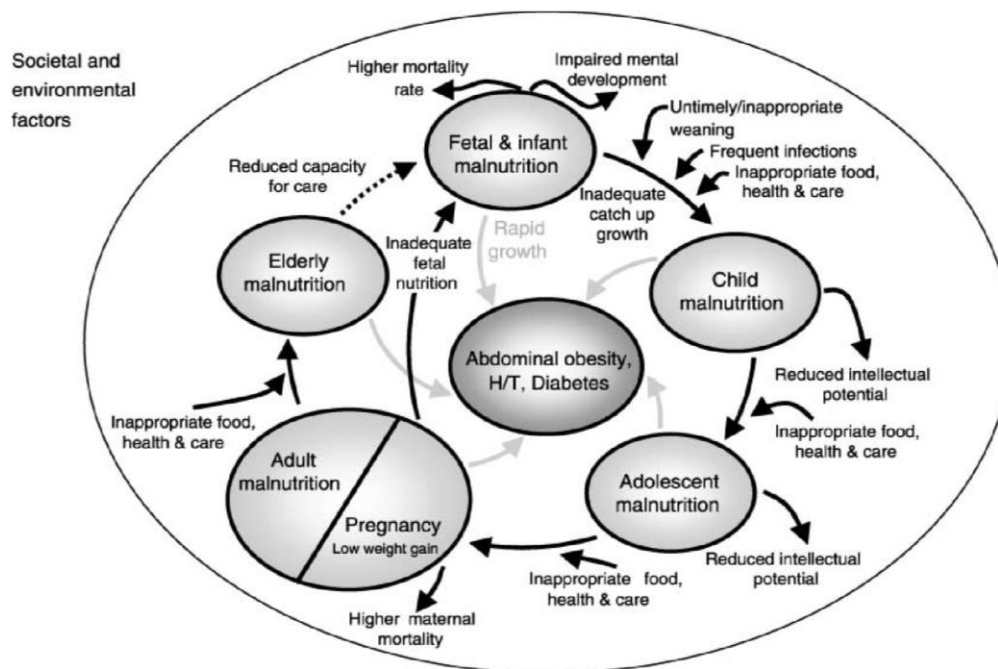 Societal and
environmental
factors
Higher mortality
rate
Impaired mental
development
Untimely/inappropriate
weaning
Fetal & infant
malnutrition
Frequent infections
Inappropriate food,
health & care
Reduced capacity
for care
Inadequate
catch up
growth
Rapid
growth
Inadequate
fetal
nutrition
Elderly
malnutrition
Child
malnutrition
Abdominal obesity,
H/T, Diabetes
Reduced intellectual
potential
Inappropriate food,
health & care
Inappropriate food,
health & care
Adult
malnutrition
Pregnancy
Low weight gain
Adolescent
malnutrition
Reduced intellectual
potential
Inappropriate food,
health & care
Higher maternal
mortality